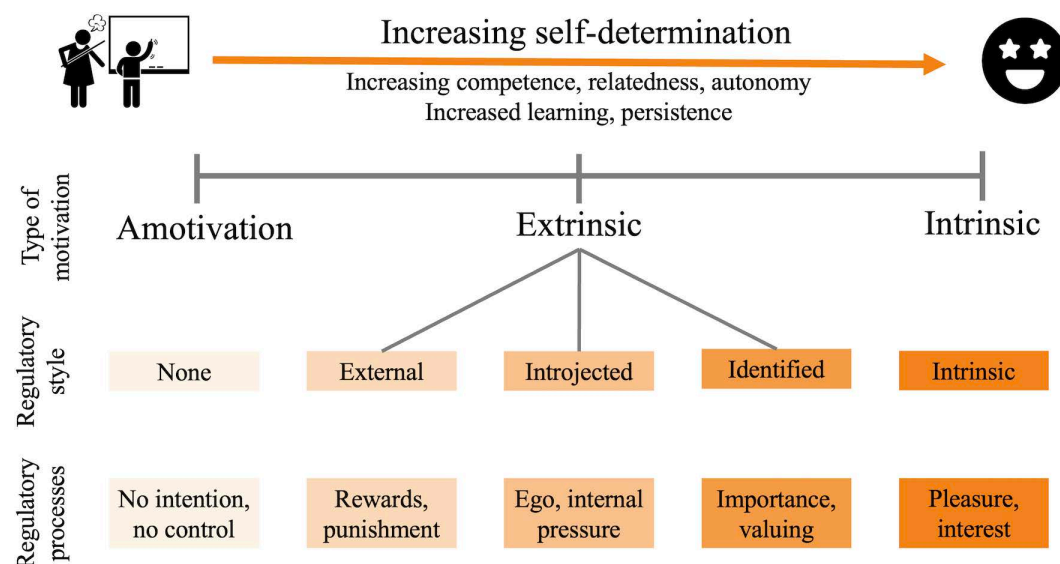 Increasing self-determination
Increasing competence, relatedness, autonomy
Increased learning, persistence
Type of
motivation
Amotivation
Extrinsic
Intrinsic
Regulatory
style
None
External
Introjected
Identified
Intrinsic
Regulatory
processes
No intention,
no control
Rewards,
punishment
Ego, internal
pressure
Importance,
valuing
Pleasure,
interest